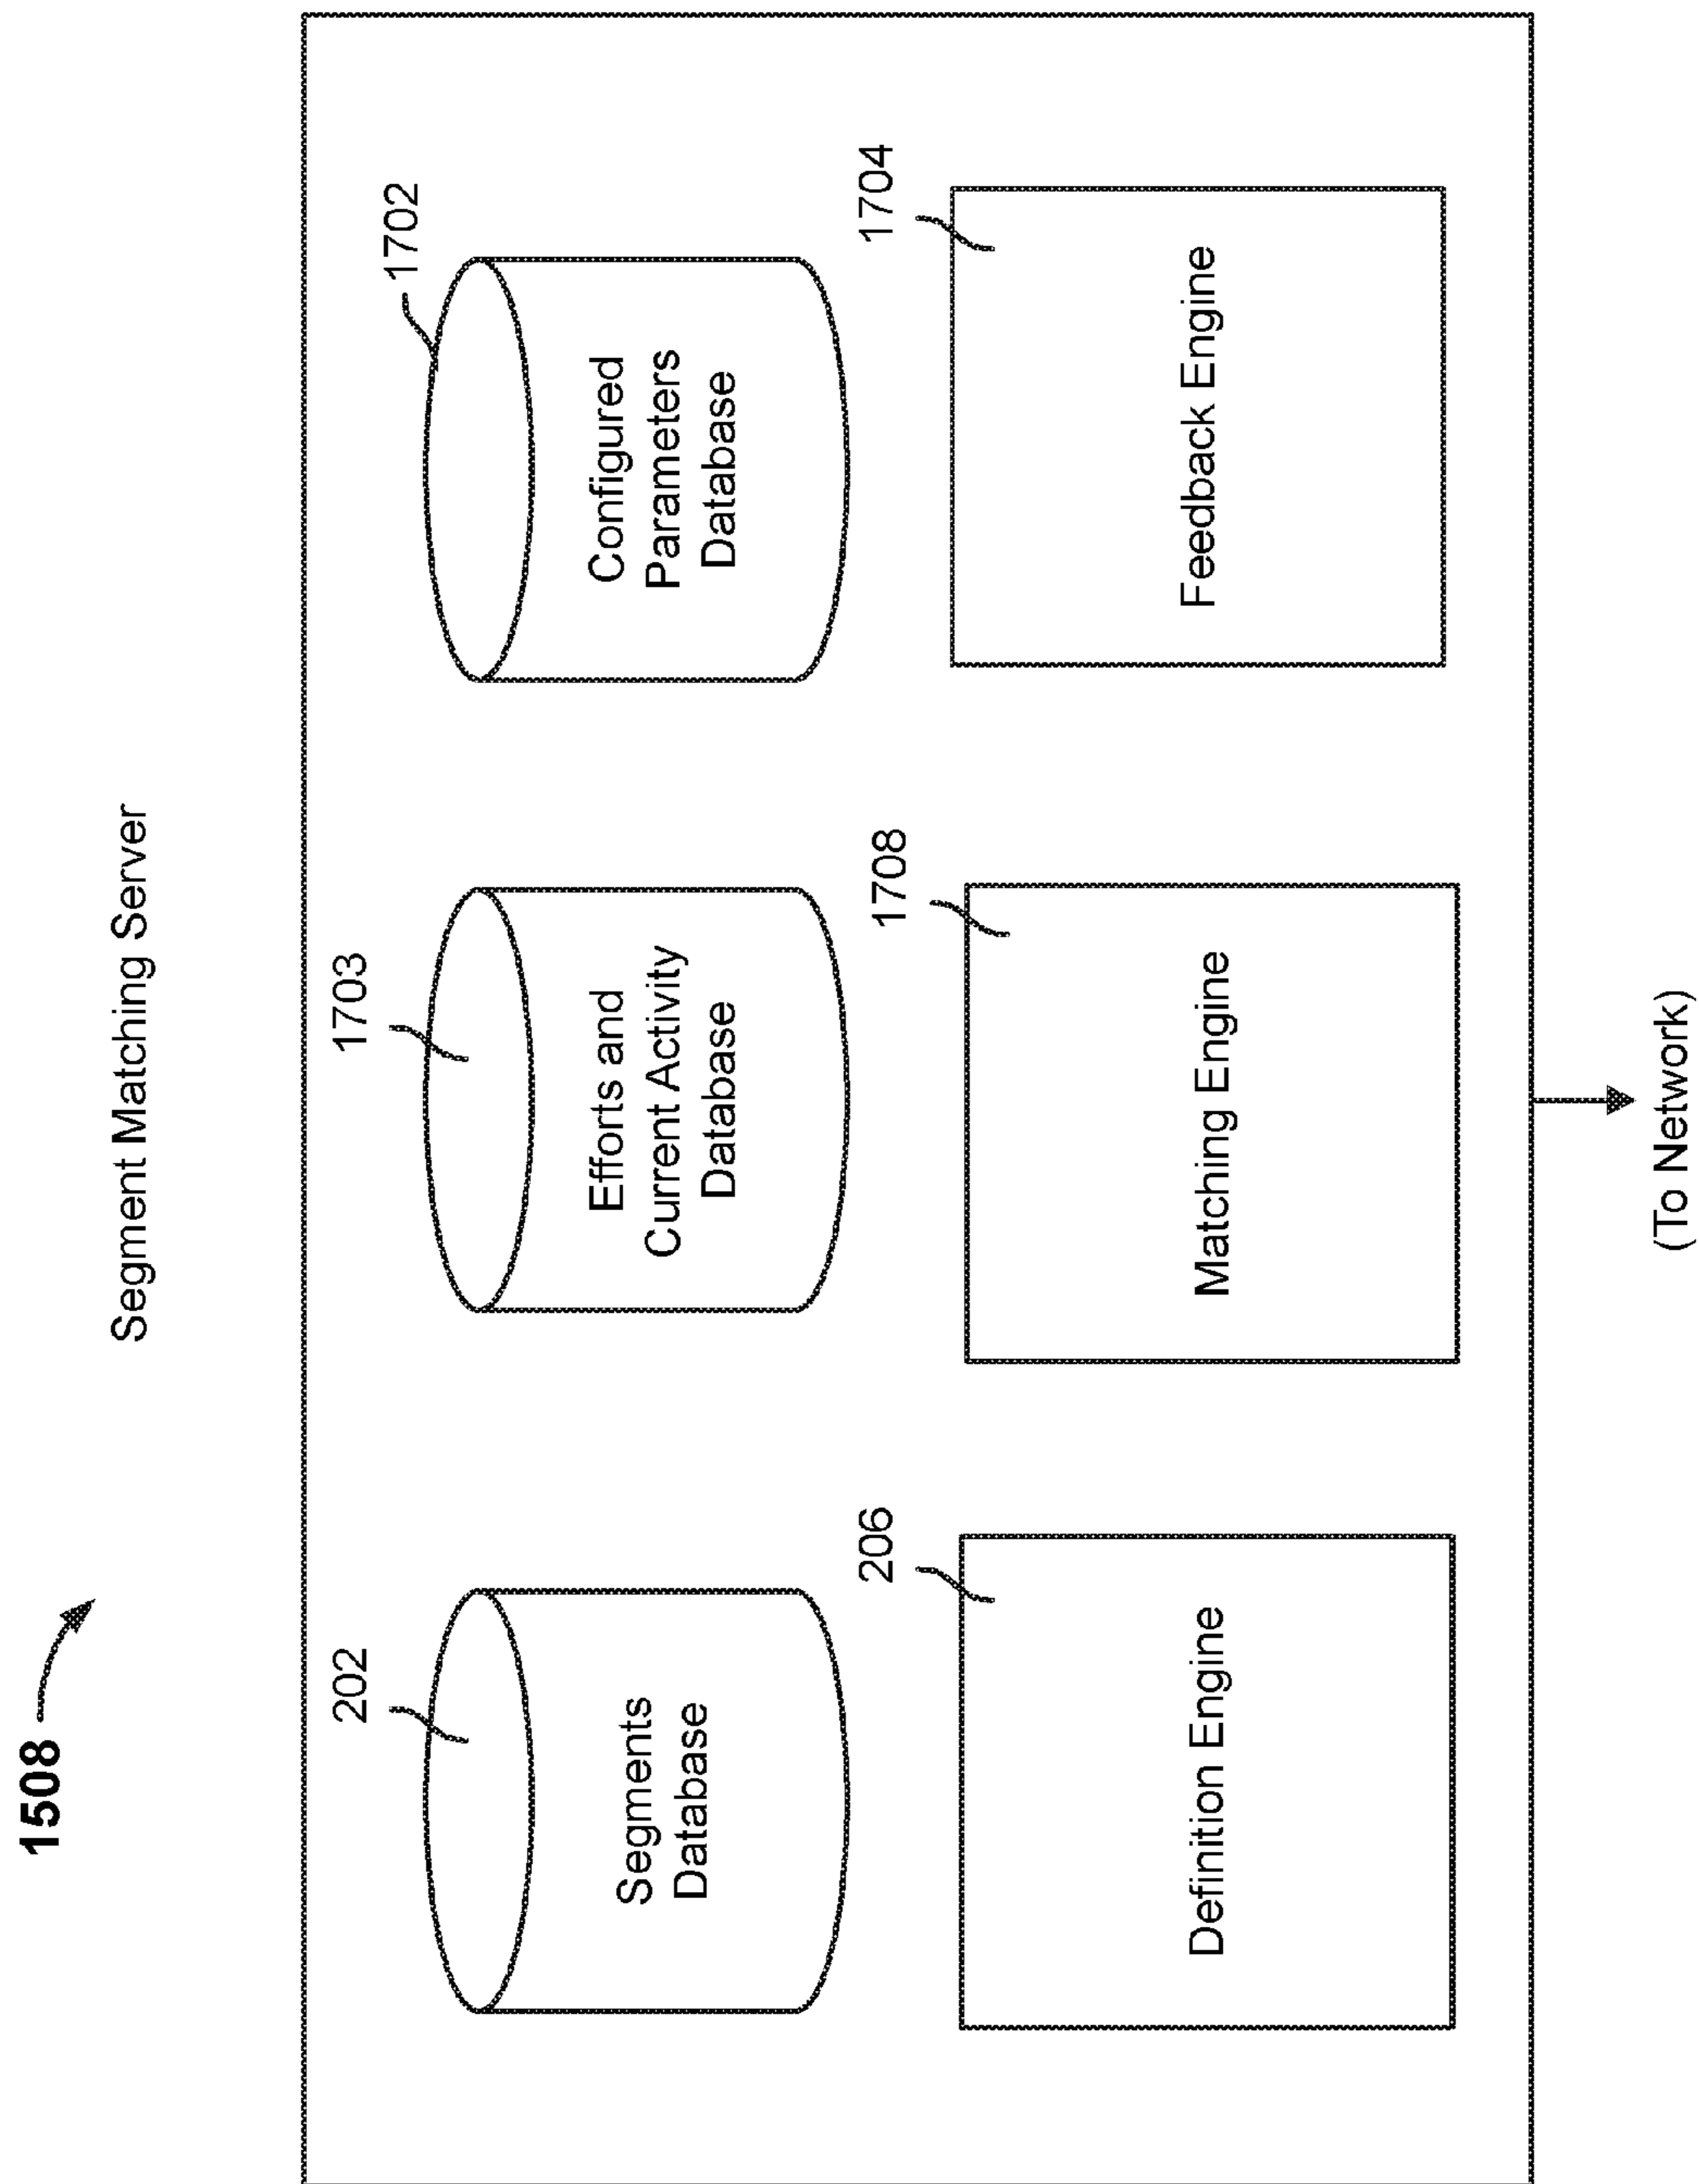 1508
Segment Matching Server
202
1703
1702
Segments
Database
Efforts and
Current Activity
Database
Configured
Parameters
Database
206
1708
1704
Definition Engine
Matching Engine
Feedback Engine
(To Network)